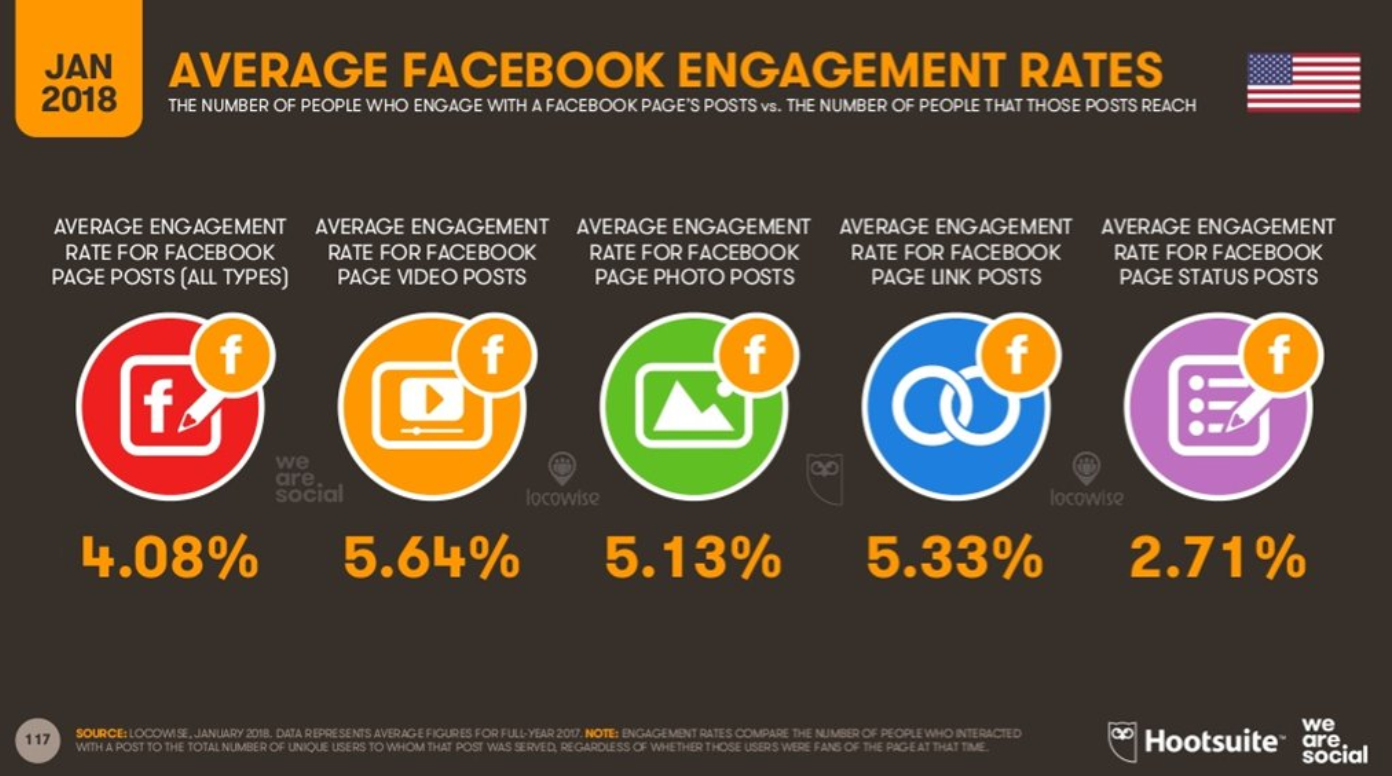 JAN
2018
AVERAGE FACEBOOK ENGAGEMENT RATES
THE NUMBER OF PEOPLE WHO ENGAGE WITH A FACEBOOK PAGE'S POSTS vs. THE NUMBER OF PEOPLE THAT THOSE POSTS REACH
AVERAGE ENGAGEMENT
RATE FOR FACEBOOK
PAGE POSTS (ALL TYPES)
4.08%
AVERAGE ENGAGEMENT
RATE FOR FACEBOOK
PAGE VIDEO POSTS
5.64%
AVERAGE ENGAGEMENT
RATE FOR FACEBOOK
PAGE PHOTO POSTS
5.13%
AVERAGE ENGAGEMENT
RATE FOR FACEBOOK
PAGE LINK POSTS
5.33%
AVERAGE ENGAGEMENT
RATE FOR FACEBOOK
PAGE STATUS POSTS
2.71%
we
are
social
locowise
locowise
117
SOURCE: LOCOWISE, JANUARY 2018. DATA REPRESENTS AVERAGE FIGURES FOR FULL-YEAR 2017. NOTE: ENGAGEMENT RATES COMPARE THE NUMBER OF PEOPLE WHO INTERACTED
WITH A POST TO THE TOTAL NUMBER OF UNIQUE USERS TO WHOM THAT POST WAS SERVED, REGARDLESS OF WHETHER THOSE USERS WERE FANS OF THE PAGE AT THAT TIME.
Hootsuite™
we
are
social